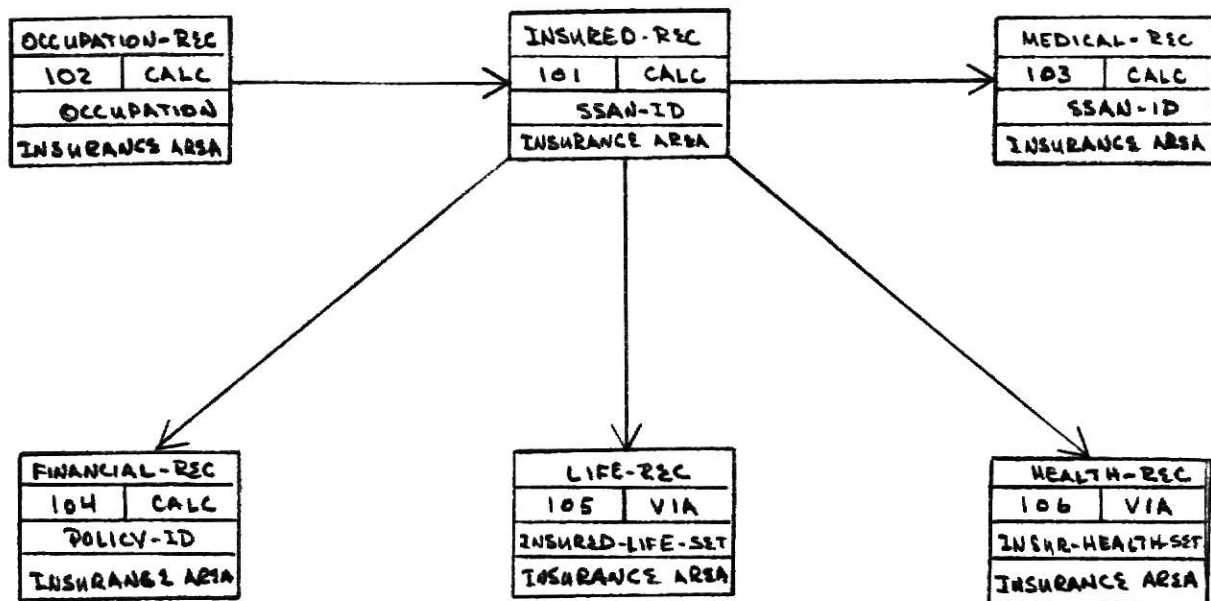 OCCUPATION-REC
102 CALC
OCCUPATION
INSURANCE AREA
INSURED-REC
101 CALC
SSAN-ID
INSURANCE AREA
MEDICAL-REC
103 CALC
SSAN-ID
INSURANCE AREA
FINANCIAL-REC
104 CALC
POLICY-ID
INSURANCE AREA
LIFE-REC
105 VIA
INSURED-LIFE-SET
INSURANCE AREA
HEALTH-REC
106 VIA
INSUR-HEALTH-SET
INSURANCE AREA